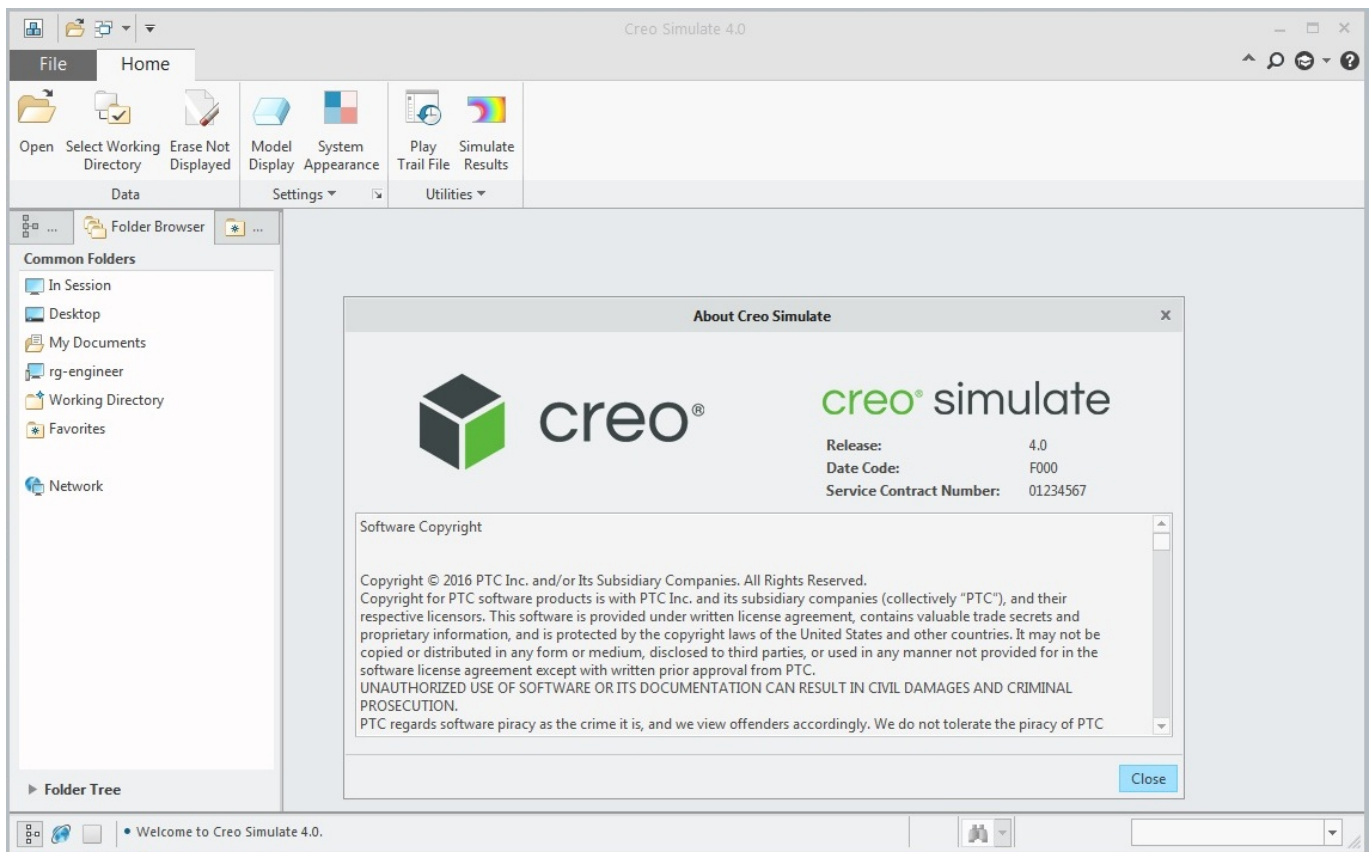 Creo Simulate 4.0
File
Home
Open
Select Working
Directory
Erase Not
Displayed
Model
Display
System
Appearance
Play
Trail File
Simulate
Results
Data
Settings
Utilities
...
Folder Browser
...
Common Folders
In Session
Desktop
My Documents
rg-engineer
Working Directory
Favorites
Network
Folder Tree
About Creo Simulate
creo®
creo® simulate
Release: 4.0
Date Code: F000
Service Contract Number: 01234567
Software Copyright
Copyright © 2016 PTC Inc. and/or Its Subsidiary Companies. All Rights Reserved.
Copyright for PTC software products is with PTC Inc. and its subsidiary companies (collectively “PTC”), and their
respective licensors. This software is provided under written license agreement, contains valuable trade secrets and
proprietary information, and is protected by the copyright laws of the United States and other countries. It may not be
copied or distributed in any form or medium, disclosed to third parties, or used in any manner not provided for in the
software license agreement except with written prior approval from PTC.
UNAUTHORIZED USE OF SOFTWARE OR ITS DOCUMENTATION CAN RESULT IN CIVIL DAMAGES AND CRIMINAL
PROSECUTION.
PTC regards software piracy as the crime it is, and we view offenders accordingly. We do not tolerate the piracy of PTC
Close
• Welcome to Creo Simulate 4.0.